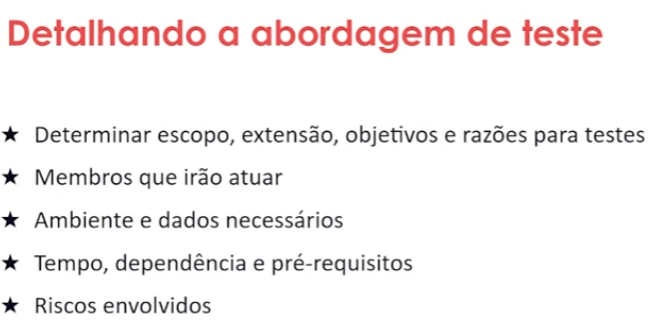 Detalhando a abordagem de teste
★ Determinar escopo, extensão, objetivos e razões para testes
★ Membros que irão atuar
★ Ambiente e dados necessários
★ Tempo, dependência e pré-requisitos
★ Riscos envolvidos